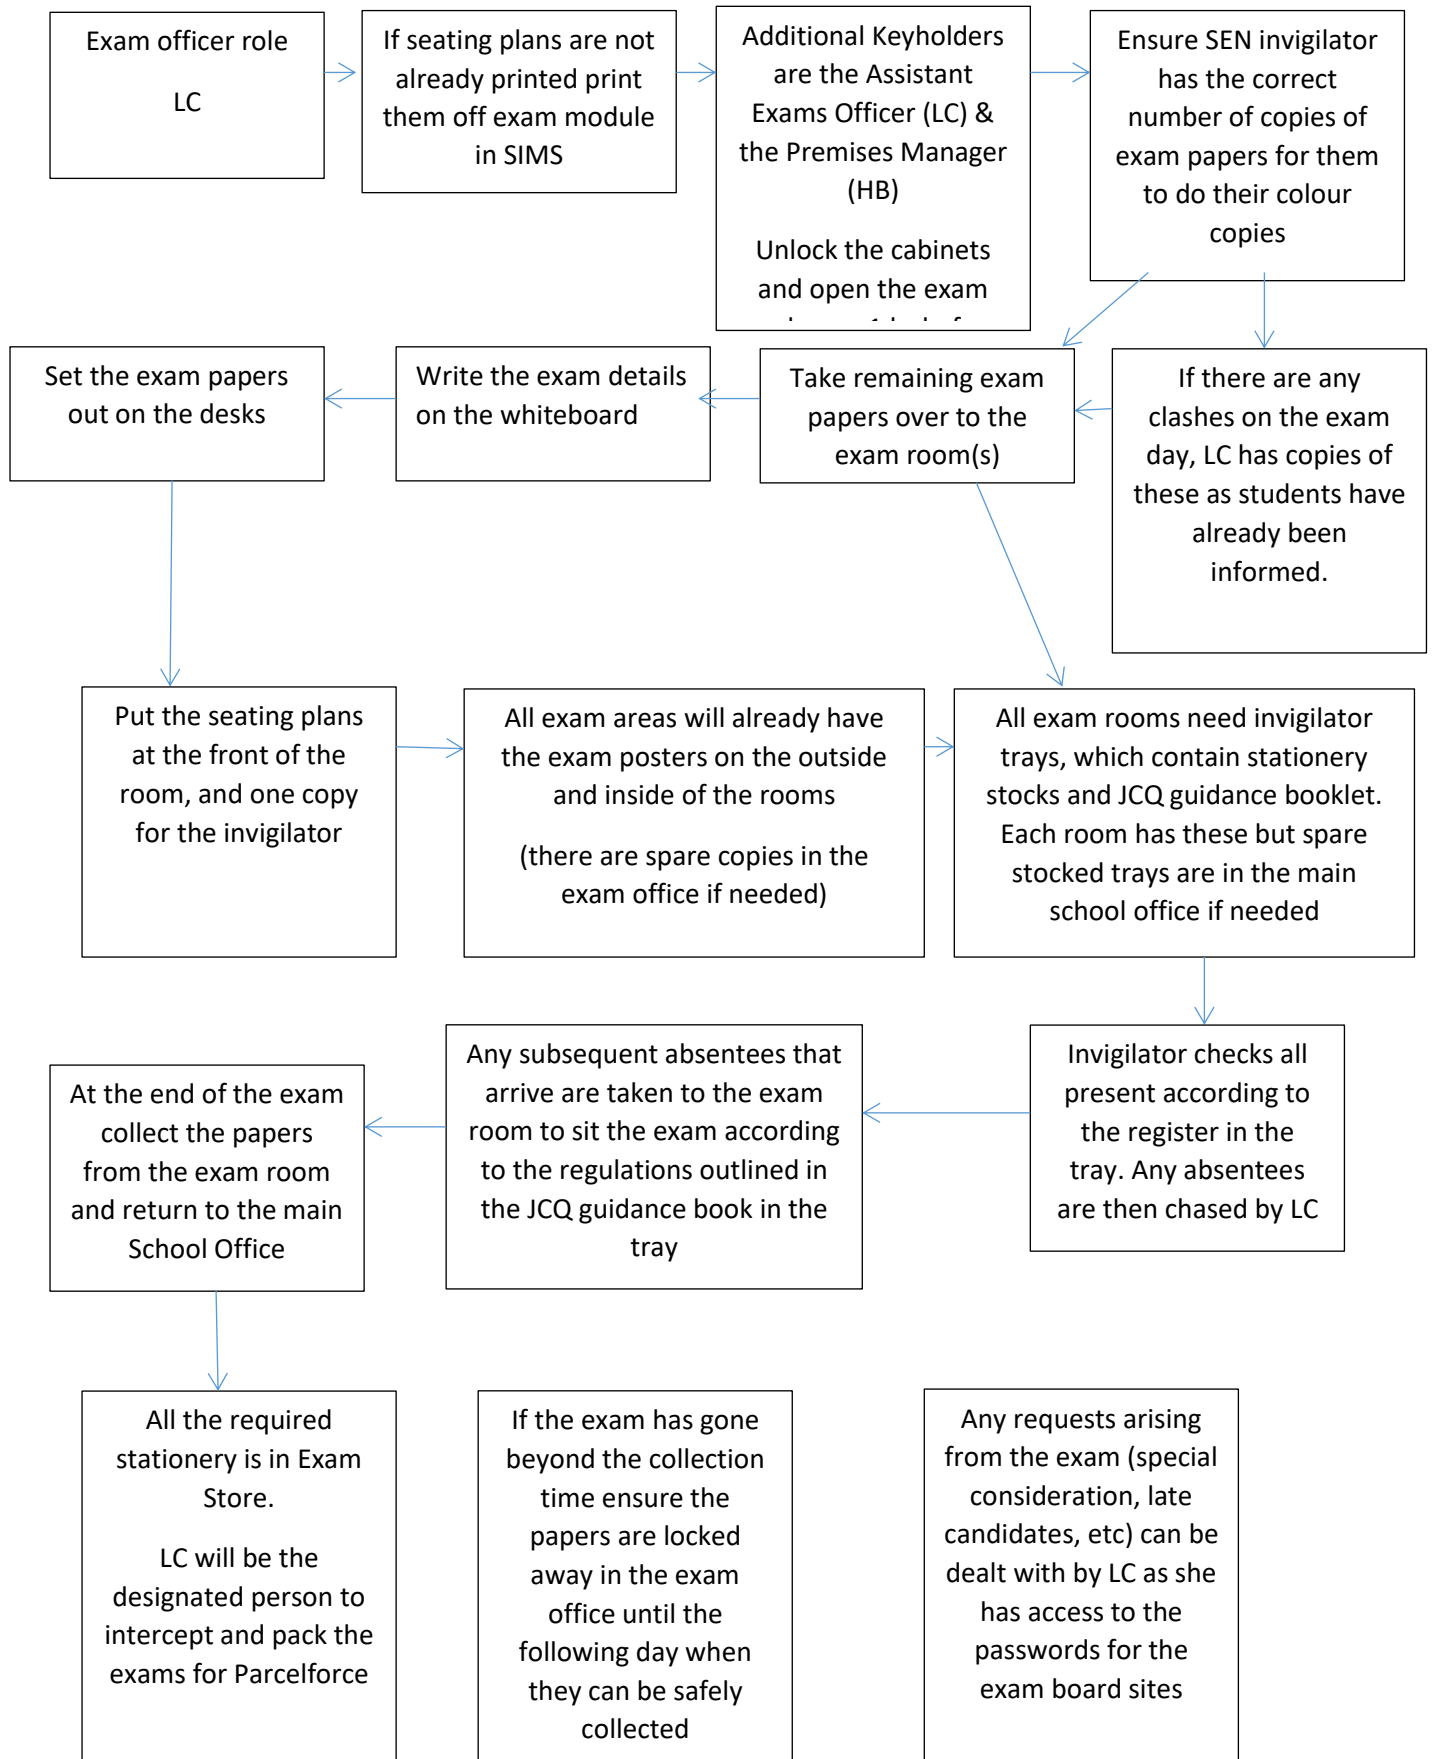 Exam officer role
LC
If seating plans are not
already printed print
them off exam module
in SIMS
Additional Keyholders
are the Assistant
Exams Officer (LC) &
the Premises Manager
(HB)
Unlock the cabinets
and open the exam
Ensure SEN invigilator
has the correct
number of copies of
exam papers for them
to do their colour
copies
Set the exam papers
out on the desks
Write the exam details
on the whiteboard
Take remaining exam
papers over to the
exam room(s)
If there are any
clashes on the exam
day, LC has copies of
these as students have
already been
informed.
Put the seating plans
at the front of the
room, and one copy
for the invigilator
All exam areas will already have
the exam posters on the outside
and inside of the rooms
(there are spare copies in the
exam office if needed)
All exam rooms need invigilator
trays, which contain stationery
stocks and JCQ guidance booklet.
Each room has these but spare
stocked trays are in the main
school office if needed
At the end of the exam
collect the papers
from the exam room
and return to the main
School Office
Any subsequent absentees that
arrive are taken to the exam
room to sit the exam according
to the regulations outlined in
the JCQ guidance book in the
tray
Invigilator checks all
present according to
the register in the
tray. Any absentees
are then chased by LC
All the required
stationery is in Exam
Store.
LC will be the
designated person to
intercept and pack the
exams for Parcelforce
If the exam has gone
beyond the collection
time ensure the
papers are locked
away in the exam
office until the
following day when
they can be safely
collected
Any requests arising
from the exam (special
consideration, late
candidates, etc) can be
dealt with by LC as she
has access to the
passwords for the
exam board sites